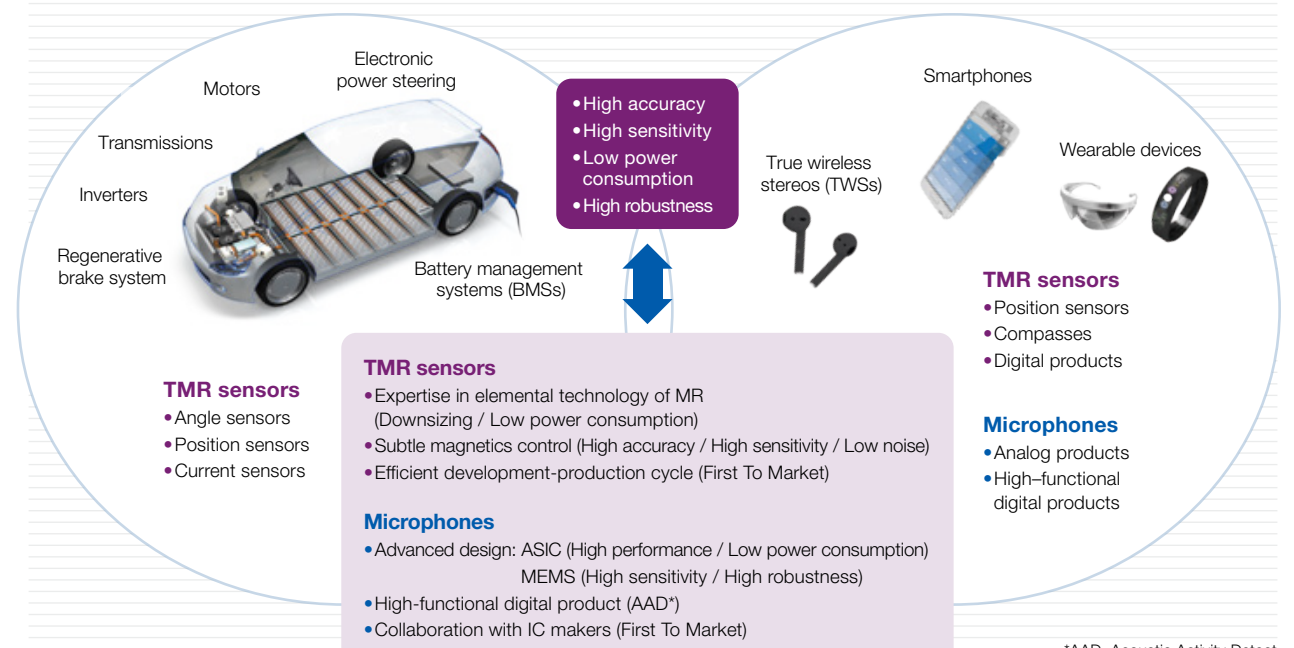 Electronic
power steering
Motors
Transmissions
Inverters
Regenerative
brake system
Battery management
systems (BMSs)
TMR sensors
•Angle sensors
•Position sensors
•Current sensors
•High accuracy
•High sensitivity
•Low power
consumption
•High robustness
TMR sensors
•Expertise in elemental technology of MR
(Downsizing / Low power consumption)
•Subtle magnetics control (High accuracy / High sensitivity / Low noise)
•Efficient development-production cycle (First To Market)
Microphones
•Advanced design: ASIC (High performance / Low power consumption)
MEMS (High sensitivity / High robustness)
•High-functional digital product (AAD*)
•Collaboration with IC makers (First To Market)
Smartphones
True wireless
stereos (TWSs)
Wearable devices
TMR sensors
•Position sensors
•Compasses
•Digital products
Microphones
•Analog products
•High–functional
digital products
*AAD: Acoustic Activity Detect